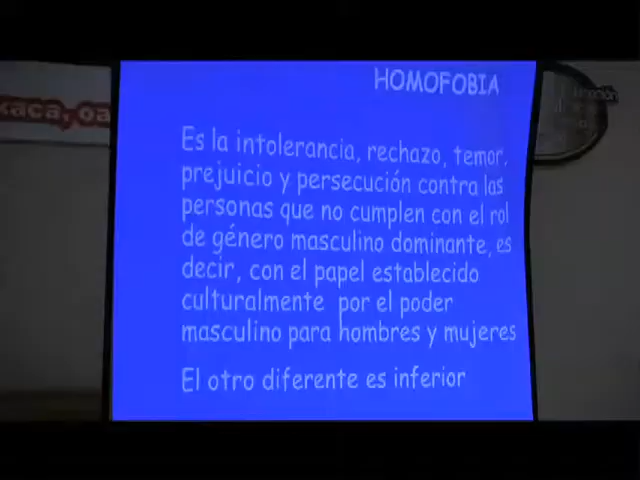 HOMOFOBIA
xaca, oa
Es la intolerancia, rechazo, temor,
prejuicio y persecución contra las
personas que no cumplen con el rol
de género masculino dominante, es
decir, con el papel establecido
culturalmente por el poder
masculino para hombres y mujeres
El otro diferente es inferior